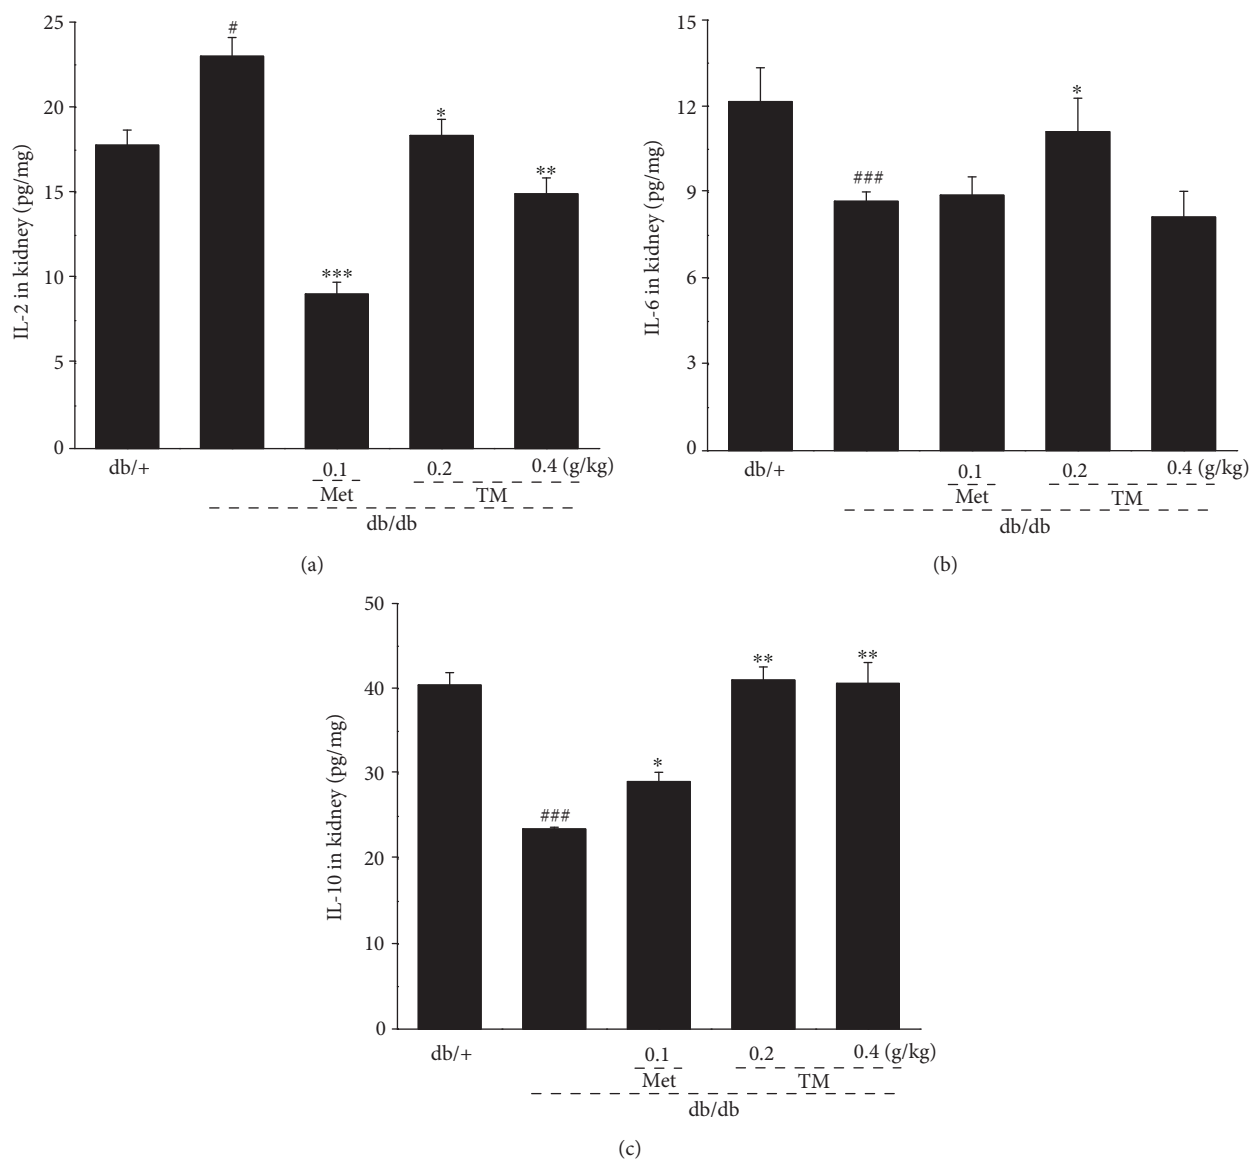 25
20
15
10
5
0
IL-2 in kidney (pg/mg)
#
***
*
**
db/+
0.1
0.2
0.4 (g/kg)
Met
TM
db/db
(a)
15
12
9
6
3
0
IL-6 in kidney (pg/mg)
###
*
db/+
0.1
0.2
0.4 (g/kg)
Met
TM
db/db
(b)
50
40
30
20
10
0
IL-10 in kidney (pg/mg)
###
*
**
**
db/+
0.1
0.2
0.4 (g/kg)
Met
TM
db/db
(c)